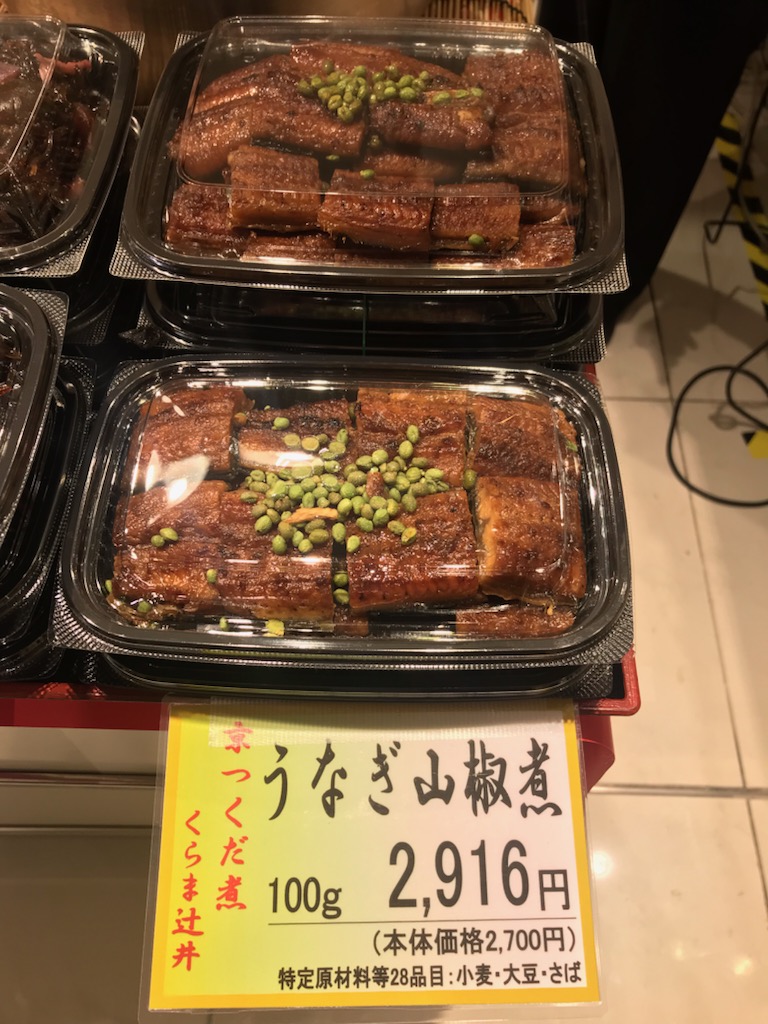 京つくだ煮
くらま辻井
うなぎ山椒煮
100g 2,916円
(本体価格2,700円)
特定原材料等28品目:小麦・大豆・さば